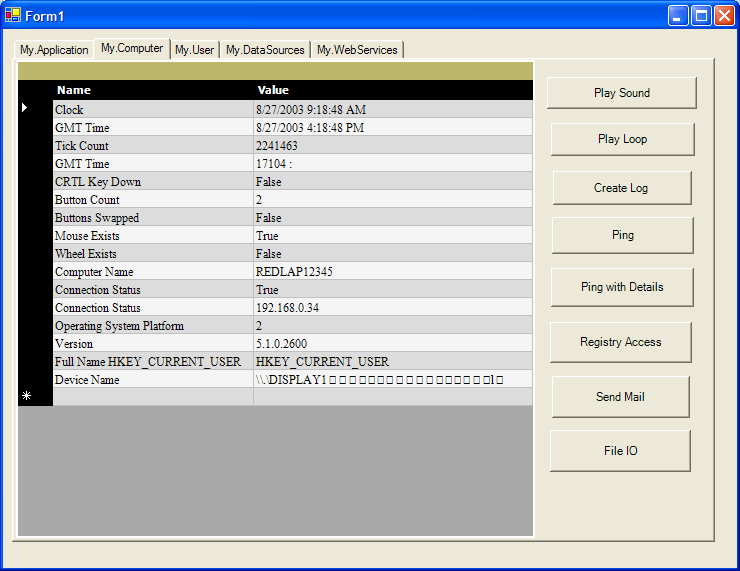 Form1
My.Application My.Computer My.User My.DataSources My.WebServices
Name Value
Clock 8/27/2003 9:18:48 AM
GMT Time 8/27/2003 4:18:48 PM
Tick Count 2241463
GMT Time 17104 :
CRTL Key Down False
Button Count 2
Buttons Swapped False
Mouse Exists True
Wheel Exists False
Computer Name REDLAP12345
Connection Status True
Connection Status 192.168.0.34
Operating System Platform 2
Version 5.1.0.2600
Full Name HKEY_CURRENT_USER HKEY_CURRENT_USER
Device Name \\.\DISPLAY1▯▯▯▯▯▯▯▯▯▯▯▯▯▯▯▯▯l▯
Play Sound
Play Loop
Create Log
Ping
Ping with Details
Registry Access
Send Mail
File IO